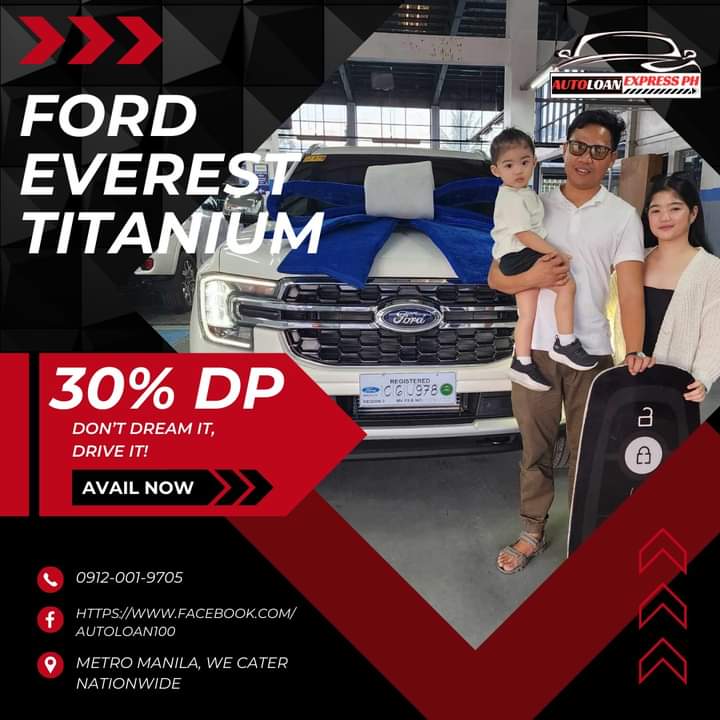 AUTOLOAN EXPRESS PH
FORD
EVEREST
TITANIUM
Ford
REGISTERED
30% DP
DON'T DREAM IT,
DRIVE IT!
AVAIL NOW
0912-001-9705
HTTPS://WWW.FACEBOOK.COM/
AUTOLOAN100
METRO MANILA, WE CATER
NATIONWIDE